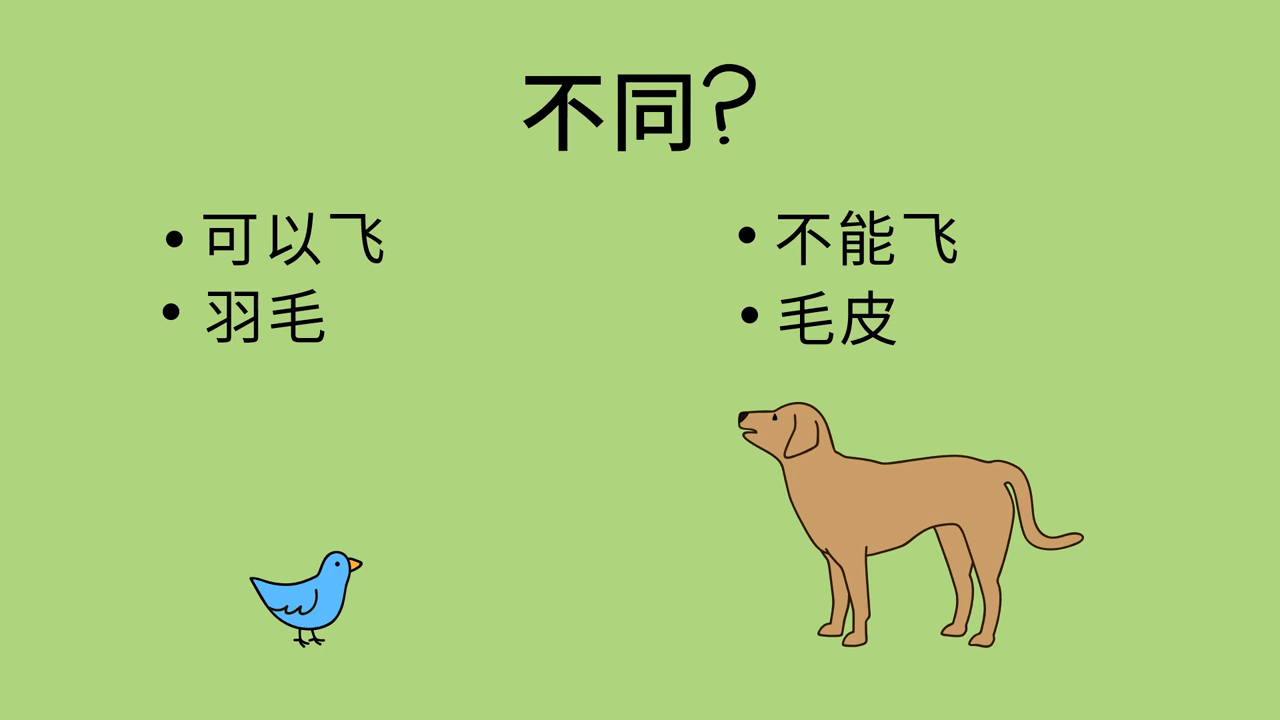 不同?
• 可以飞
• 羽毛
• 不能飞
• 毛皮